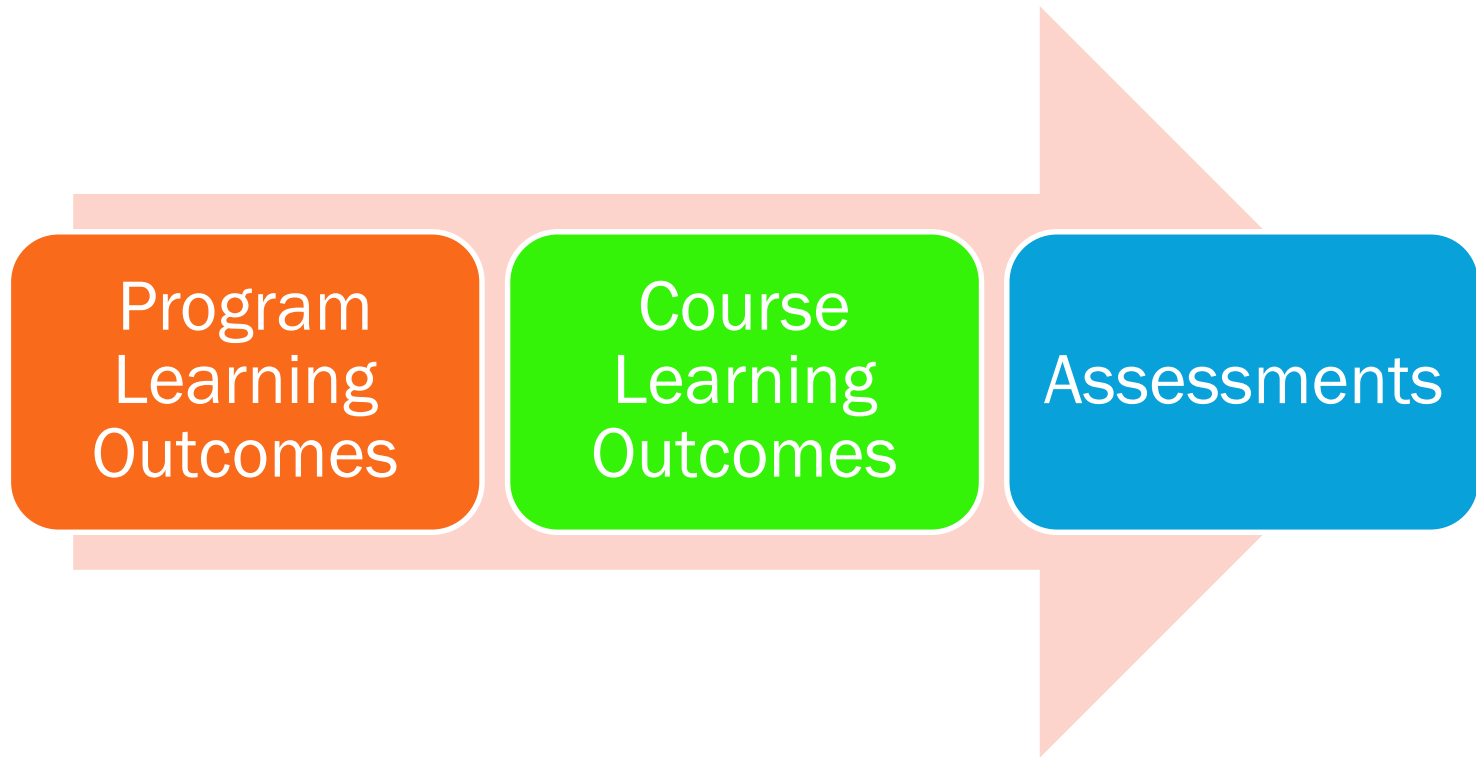 Program
Learning
Outcomes
Course
Learning
Outcomes
Assessments